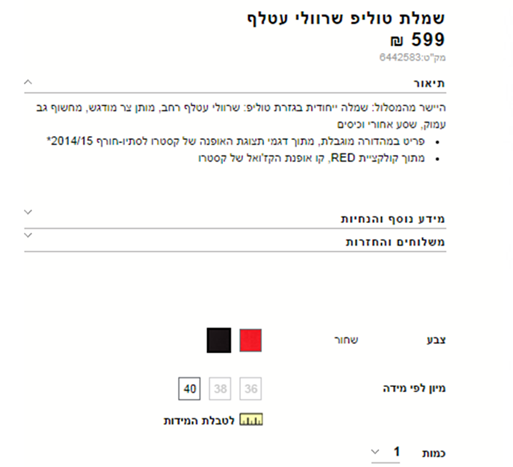 שמלת טוליפ שרוולי עטלף
599 ₪
מק"ט:6442583
תיאור
היישר מהמסלול: שמלה ייחודית בגזרת טוליפ: שרוולי עטלף רחב, מותן צר מודגש, מחשוף גב
עמוק, שסע אחורי וכיסים
• פריט במהדורה מוגבלת, מתוך דגמי תצוגת האופנה של קסטרו לסתיו-חורף 2014/15*
• מתוך קולקציית RED, קו אופנת הקז'ואל של קסטרו
מידע נוסף והנחיות
משלוחים והחזרות
צבע שחור
מיון לפי מידה 36 38 40
לטבלת המידות
כמות 1